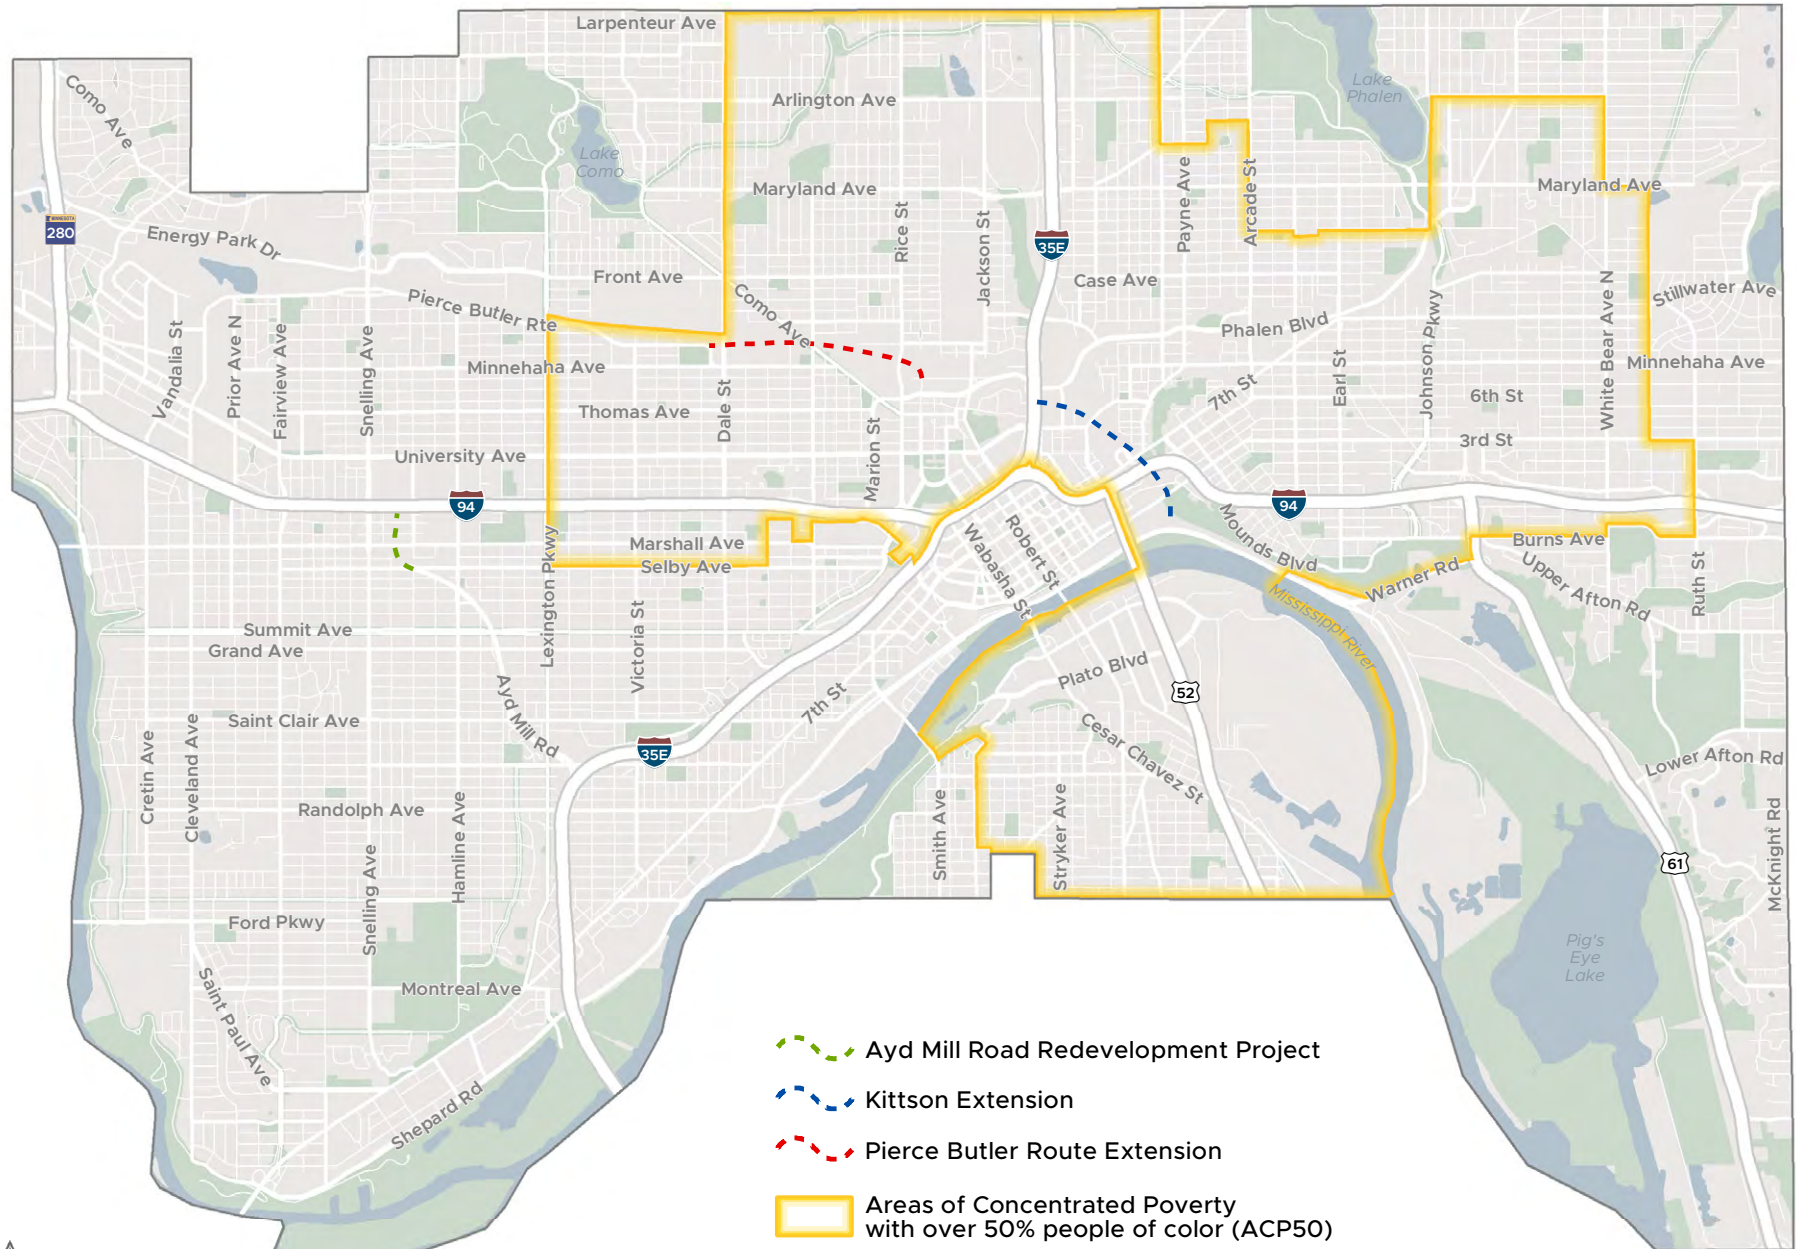 Larpenteur Ave
Como Ave
Arlington Ave
Lake
Phalen
Lake
Como
Maryland Ave
Maryland Ave
Payne Ave
Arcade St
Rice St
Jackson St
MINNESOTA
280
Energy Park Dr
35E
Front Ave
Case Ave
Stillwater Ave
Como Ave
Pierce Butler Rte
Phalen Blvd
Vandalia St
Prior Ave N
Fairview Ave
Snelling Ave
Minnehaha Ave
Minnehaha Ave
Johnson Pkwy
White Bear Ave N
Earl St
7th St
6th St
Thomas Ave
Dale St
Marion St
3rd St
University Ave
94
94
Mounds Blvd
Robert St
Wabasha St
Marshall Ave
Selby Ave
Burns Ave
Warner Rd
Upper Afton Rd
Ruth St
Lexington Pkwy
Victoria St
Mississippi River
Summit Ave
Grand Ave
Plato Blvd
52
7th St
Ayd Mill Rd
Saint Clair Ave
Cesar Chavez St
35E
Cretin Ave
Cleveland Ave
Lower Afton Rd
Randolph Ave
Hamline Ave
Smith Ave
Stryker Ave
McKnight Rd
61
Snelling Ave
Ford Pkwy
Pig's
Eye
Lake
Montreal Ave
Saint Paul Ave
Shepard Rd
Ayd Mill Road Redevelopment Project
Kittson Extension
Pierce Butler Route Extension
Areas of Concentrated Poverty
with over 50% people of color (ACP50)